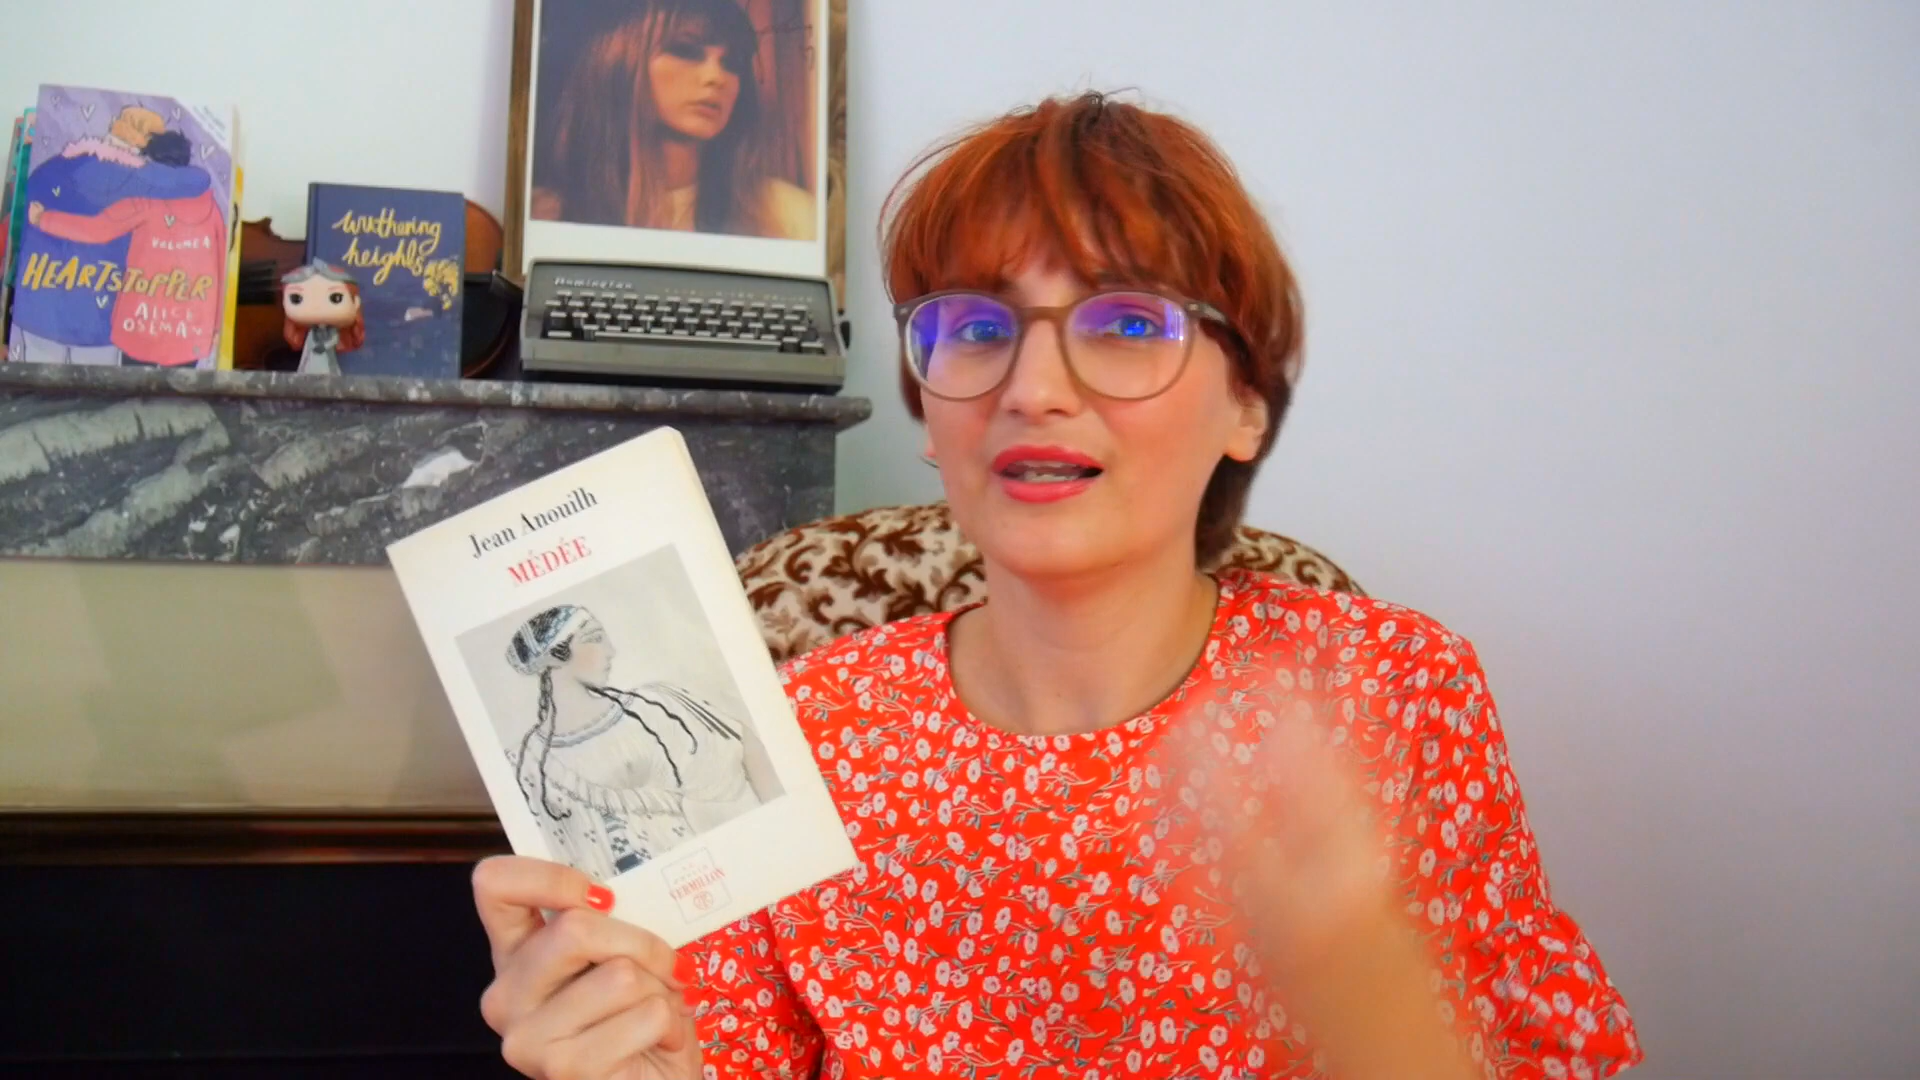 VOLUME 4
HEARTSTOPPER
ALICE
OSEMAN
wuthering
heights
Remington
Jean Anouilh
MÉDÉE
VERMILLON